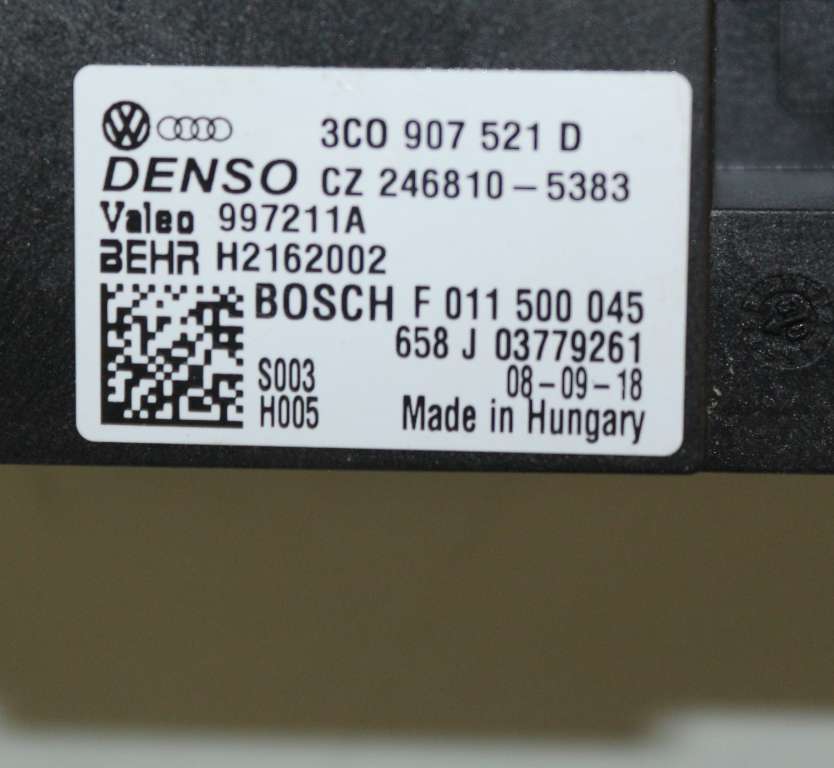 3C0 907 521 D
DENSO CZ 246810-5383
Valeo 997211A
BEHR H2162002
BOSCH F 011 500 045
658 J 03779261
S003 08-09-18
H005 Made in Hungary